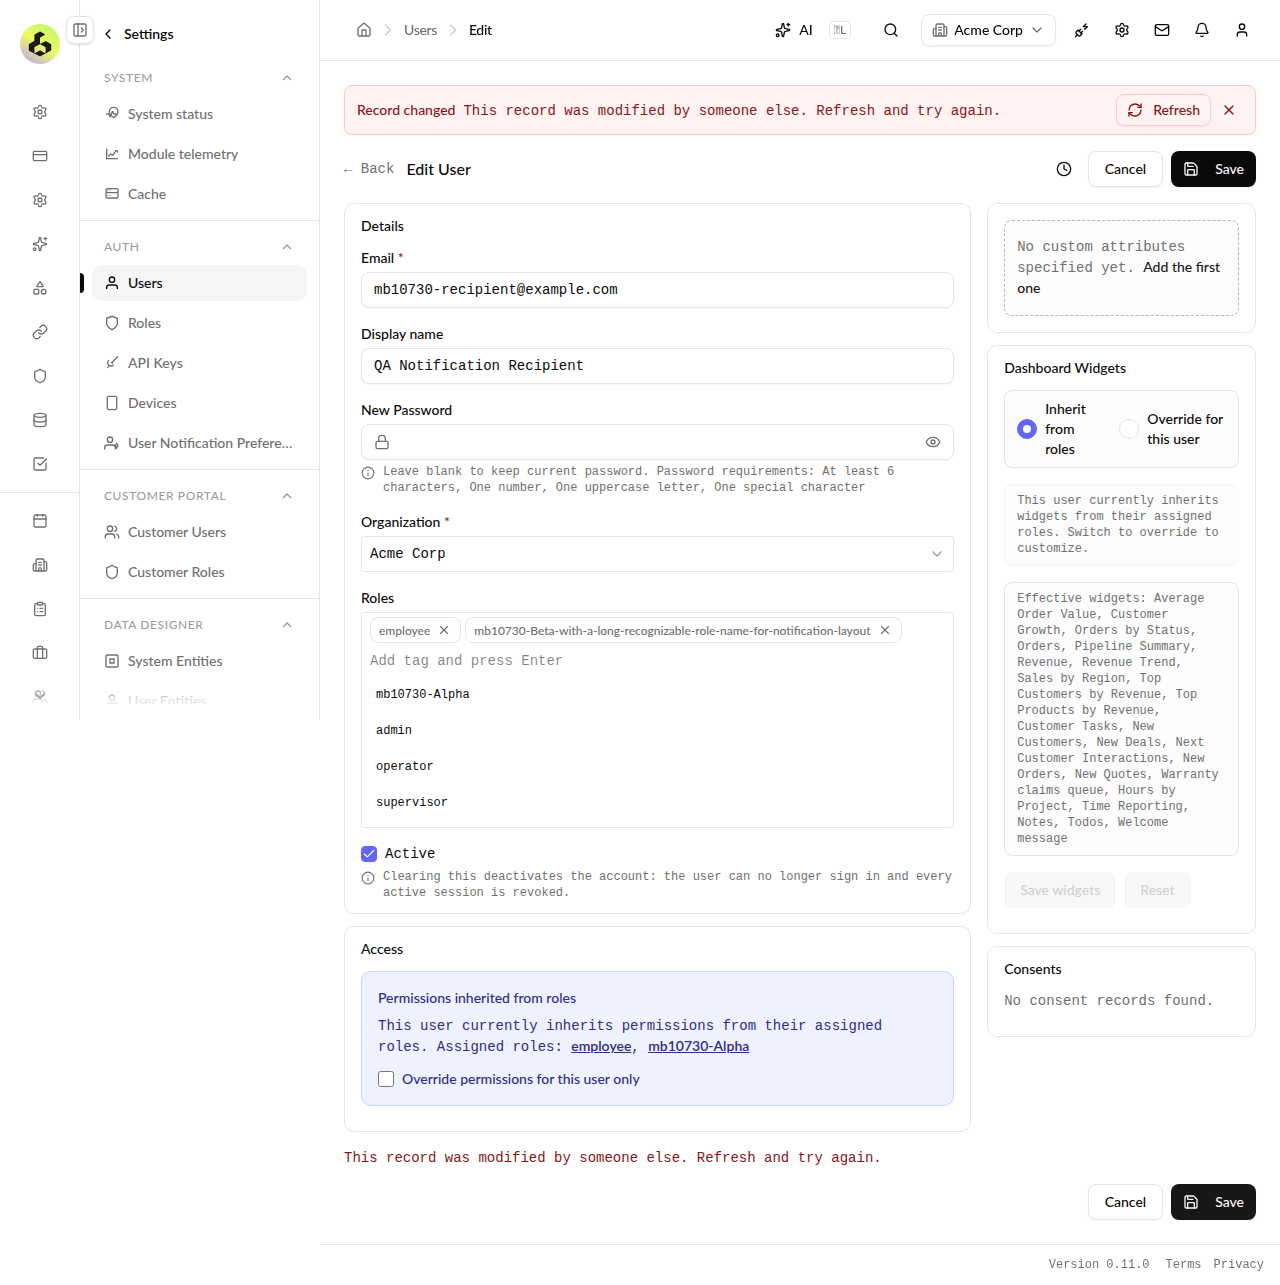 Settings
SYSTEM
System status
Module telemetry
Cache
AUTH
Users
Roles
API Keys
Devices
User Notification Prefere...
CUSTOMER PORTAL
Customer Users
Customer Roles
DATA DESIGNER
System Entities
User Entities
Users
Edit
AI
L
Acme Corp
Record changed This record was modified by someone else. Refresh and try again.
Refresh
← Back
Edit User
Cancel
Save
Details
Email *
mb10730-recipient@example.com
Display name
QA Notification Recipient
New Password
Leave blank to keep current password. Password requirements: At least 6
characters, One number, One uppercase letter, One special character
Organization *
Acme Corp
Roles
employee
mb10730-Beta-with-a-long-recognizable-role-name-for-notification-layout
Add tag and press Enter
mb10730-Alpha
admin
operator
supervisor
Active
Clearing this deactivates the account: the user can no longer sign in and every
active session is revoked.
Access
Permissions inherited from roles
This user currently inherits permissions from their assigned
roles. Assigned roles: employee, mb10730-Alpha
Override permissions for this user only
This record was modified by someone else. Refresh and try again.
No custom attributes
specified yet. Add the first
one
Dashboard Widgets
Inherit
from
roles
Override for
this user
This user currently inherits
widgets from their assigned
roles. Switch to override to
customize.
Effective widgets: Average
Order Value, Customer
Growth, Orders by Status,
Orders, Pipeline Summary,
Revenue, Revenue Trend,
Sales by Region, Top
Customers by Revenue, Top
Products by Revenue,
Customer Tasks, New
Customers, New Deals, Next
Customer Interactions, New
Orders, New Quotes, Warranty
claims queue, Hours by
Project, Time Reporting,
Notes, Todos, Welcome
message
Save widgets
Reset
Consents
No consent records found.
Cancel
Save
Version 0.11.0
Terms
Privacy